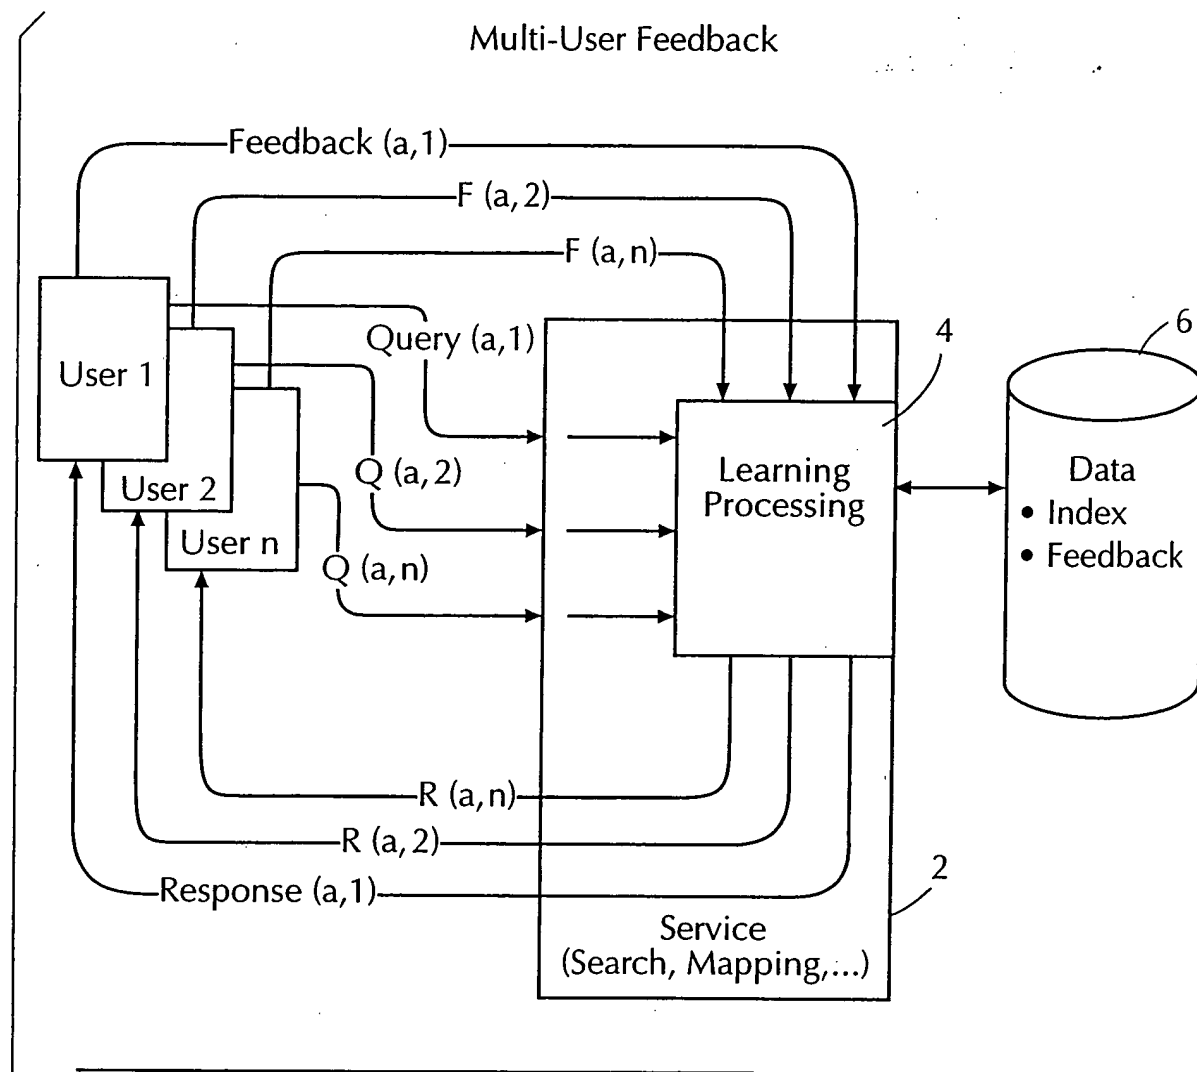 Multi-User Feedback
Feedback (a,1)
F (a, 2)
F (a, n)
Query (a,1)
4
6
User 1
Q (a, 2)
Learning
Processing
Data
• Index
• Feedback
User 2
User n
Q (a, n)
R (a, n)
R (a, 2)
Response (a,1)
2
Service
(Search, Mapping,...)